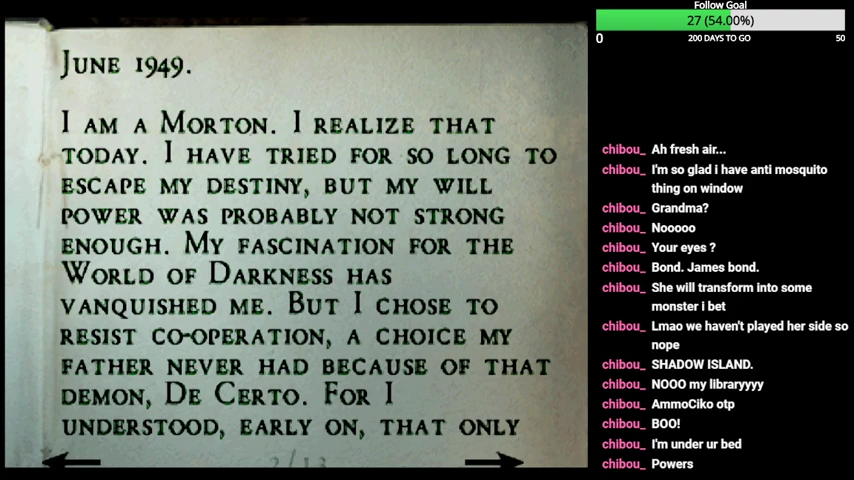 JUNE 1949.
I AM A MORTON. I REALIZE THAT
TODAY. I HAVE TRIED FOR SO LONG TO
ESCAPE MY DESTINY, BUT MY WILL
POWER WAS PROBABLY NOT STRONG
ENOUGH. MY FASCINATION FOR THE
WORLD OF DARKNESS HAS
VANQUISHED ME. BUT I CHOSE TO
RESIST CO-OPERATION, A CHOICE MY
FATHER NEVER HAD BECAUSE OF THAT
DEMON, DE CERTO. FOR I
UNDERSTOOD, EARLY ON, THAT ONLY
2/13
Follow Goal
27 (54.00%)
0
200 DAYS TO GO
50
chibou_ Ah fresh air...
chibou_ I'm so glad i have anti mosquito
thing on window
chibou_ Grandma?
chibou_ Nooooo
chibou_ Your eyes ?
chibou_ Bond. James bond.
chibou_ She will transform into some
monster i bet
chibou_ Lmao we haven't played her side so
nope
chibou_ SHADOW ISLAND.
chibou_ NOOO my libraryyyy
chibou_ AmmoCiko otp
chibou_ BOO!
chibou_ I'm under ur bed
chibou_ Powers